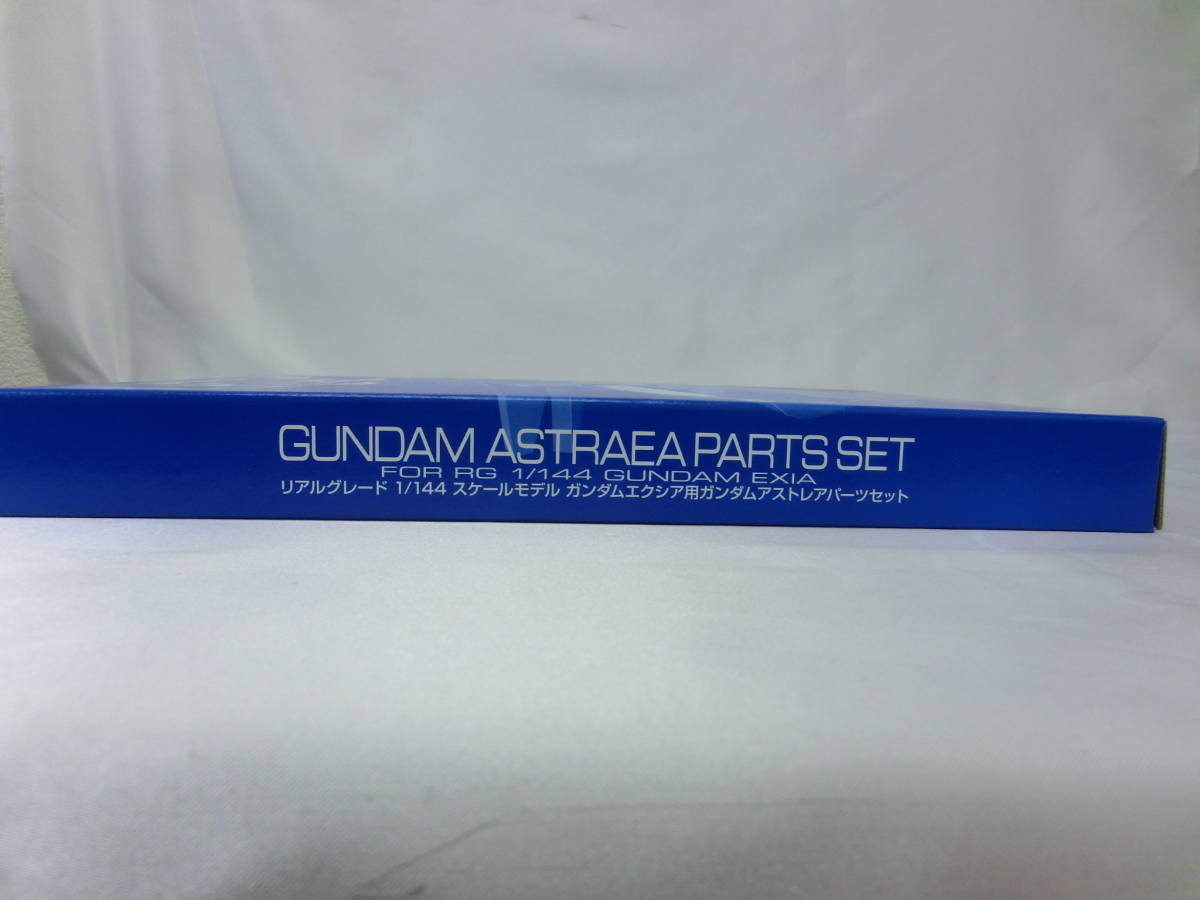 GUNDAM ASTRAEA PARTS SET
FOR RG 1/144 GUNDAM EXIA
リアルグレード 1/144 スケールモデル ガンダムエクシア用ガンダムアストレアパーツセット